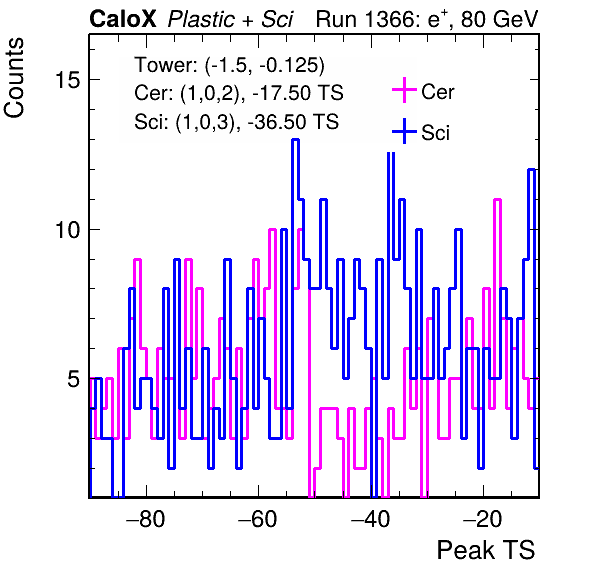 CaloX Plastic + Sci Run 1366: e+, 80 GeV
Counts
Tower: (-1.5, -0.125)
Cer: (1,0,2), -17.50 TS
Sci: (1,0,3), -36.50 TS
Cer
Sci
15
10
5
−80 −60 −40 −20
Peak TS